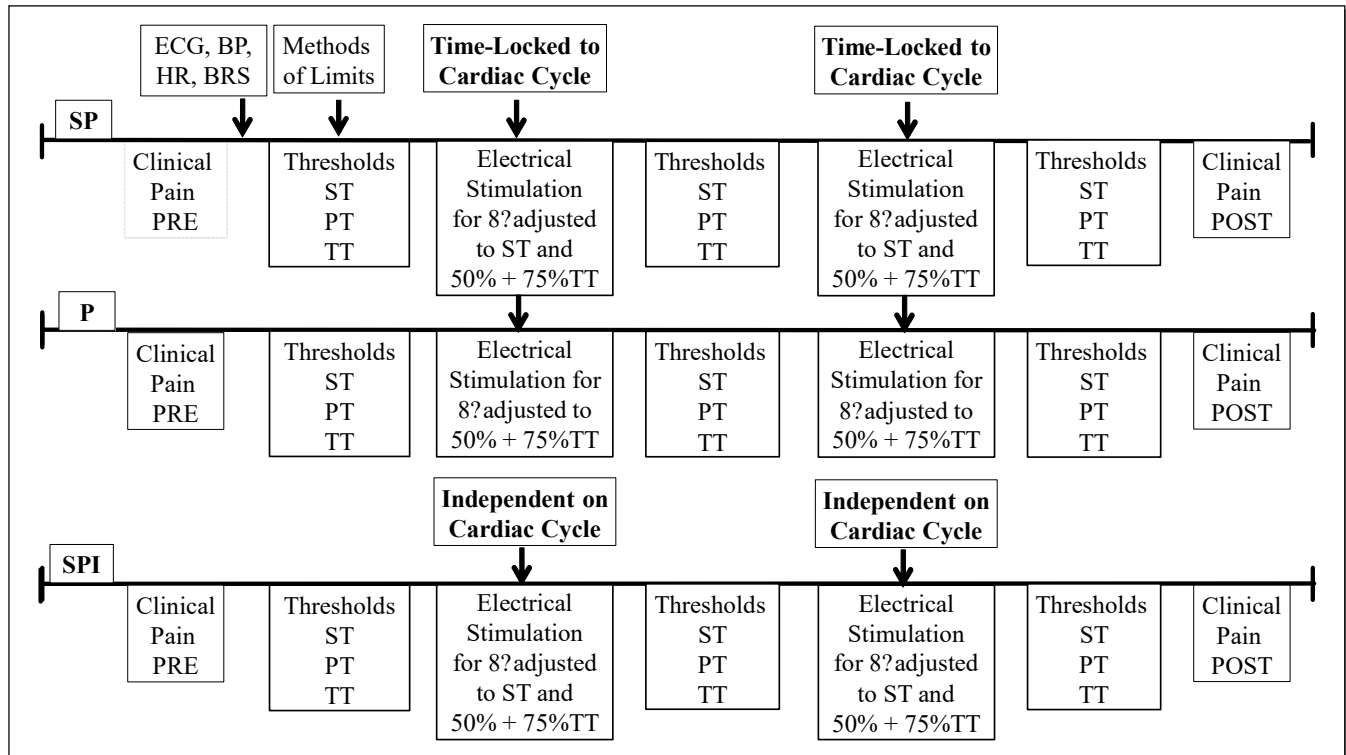 ECG, BP,
HR, BRS
Methods
of Limits
Time-Locked to
Cardiac Cycle
Time-Locked to
Cardiac Cycle
SP
Clinical
Pain
PRE
Thresholds
ST
PT
TT
Electrical
Stimulation
for 8?adjusted
to ST and
50% + 75%TT
Thresholds
ST
PT
TT
Electrical
Stimulation
for 8?adjusted
to ST and
50% + 75%TT
Thresholds
ST
PT
TT
Clinical
Pain
POST
P
Clinical
Pain
PRE
Thresholds
ST
PT
TT
Electrical
Stimulation for
8?adjusted to
50% + 75%TT
Thresholds
ST
PT
TT
Electrical
Stimulation for
8?adjusted to
50% + 75%TT
Thresholds
ST
PT
TT
Clinical
Pain
POST
Independent on
Cardiac Cycle
Independent on
Cardiac Cycle
SPI
Clinical
Pain
PRE
Thresholds
ST
PT
TT
Electrical
Stimulation
for 8?adjusted
to ST and
50% + 75%TT
Thresholds
ST
PT
TT
Electrical
Stimulation
for 8?adjusted
to ST and
50% + 75%TT
Thresholds
ST
PT
TT
Clinical
Pain
POST